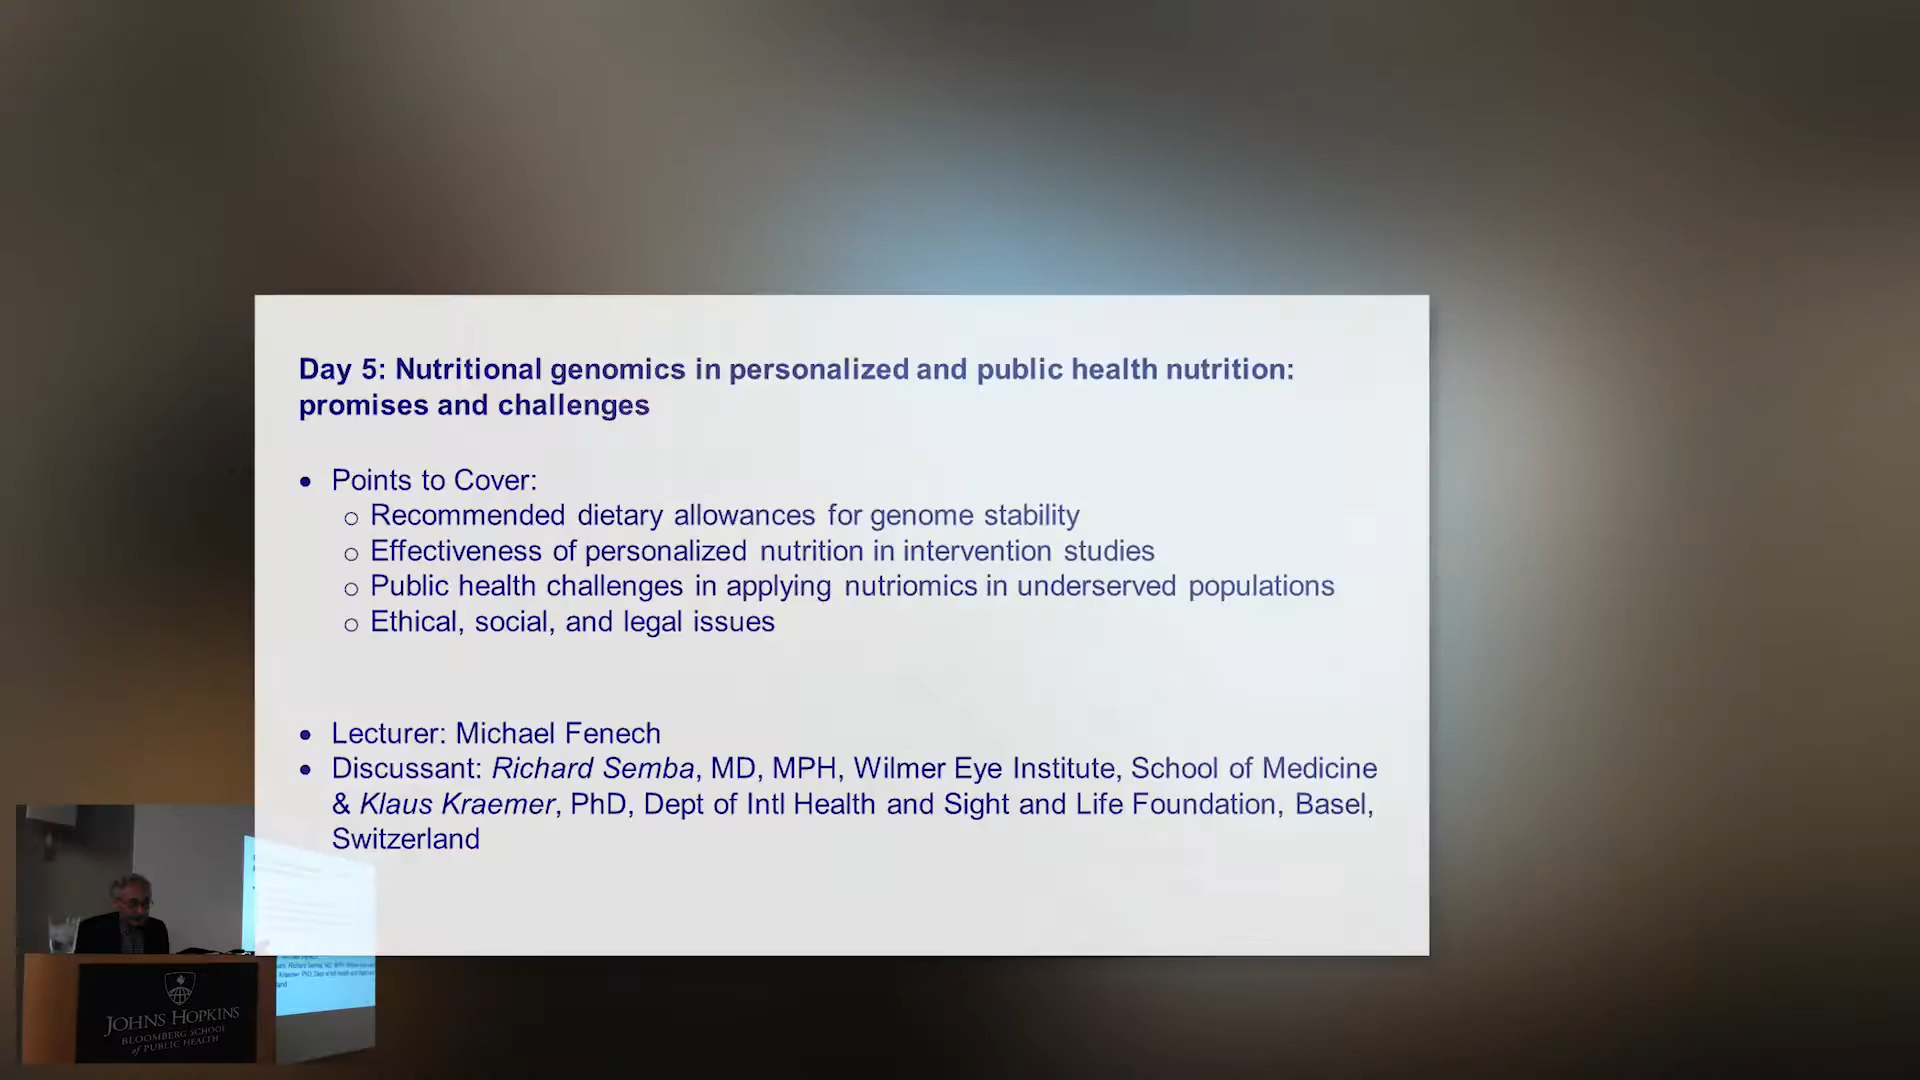 Day 5: Nutritional genomics in personalized and public health nutrition:
promises and challenges
• Points to Cover:
○ Recommended dietary allowances for genome stability
○ Effectiveness of personalized nutrition in intervention studies
○ Public health challenges in applying nutriomics in underserved populations
○ Ethical, social, and legal issues
• Lecturer: Michael Fenech
• Discussant: Richard Semba, MD, MPH, Wilmer Eye Institute, School of Medicine
& Klaus Kraemer, PhD, Dept of Intl Health and Sight and Life Foundation, Basel,
Switzerland
JOHNS HOPKINS
BLOOMBERG SCHOOL
of PUBLIC HEALTH